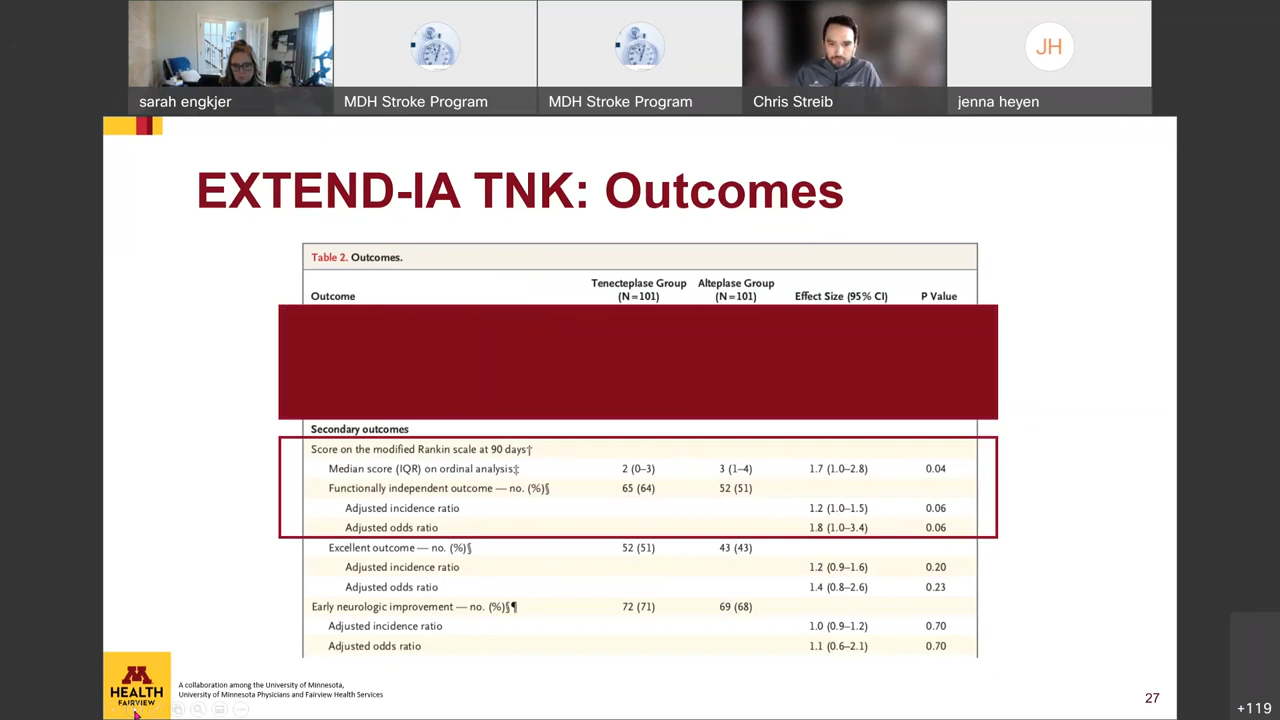 sarah engkjer
MDH Stroke Program
MDH Stroke Program
Chris Streib
JH
jenna heyen
EXTEND-IA TNK: Outcomes
Table 2. Outcomes.
Outcome Tenecteplase Group (N=101) Alteplase Group (N=101) Effect Size (95% CI) P Value
Secondary outcomes
Score on the modified Rankin scale at 90 days†
Median score (IQR) on ordinal analysis‡ 2 (0–3) 3 (1–4) 1.7 (1.0–2.8) 0.04
Functionally independent outcome — no. (%)§ 65 (64) 52 (51)
Adjusted incidence ratio 1.2 (1.0–1.5) 0.06
Adjusted odds ratio 1.8 (1.0–3.4) 0.06
Excellent outcome — no. (%)§ 52 (51) 43 (43)
Adjusted incidence ratio 1.2 (0.9–1.6) 0.20
Adjusted odds ratio 1.4 (0.8–2.6) 0.23
Early neurologic improvement — no. (%)§¶ 72 (71) 69 (68)
Adjusted incidence ratio 1.0 (0.9–1.2) 0.70
Adjusted odds ratio 1.1 (0.6–2.1) 0.70
M
HEALTH
FAIRVIEW
A collaboration among the University of Minnesota,
University of Minnesota Physicians and Fairview Health Services
27
+119